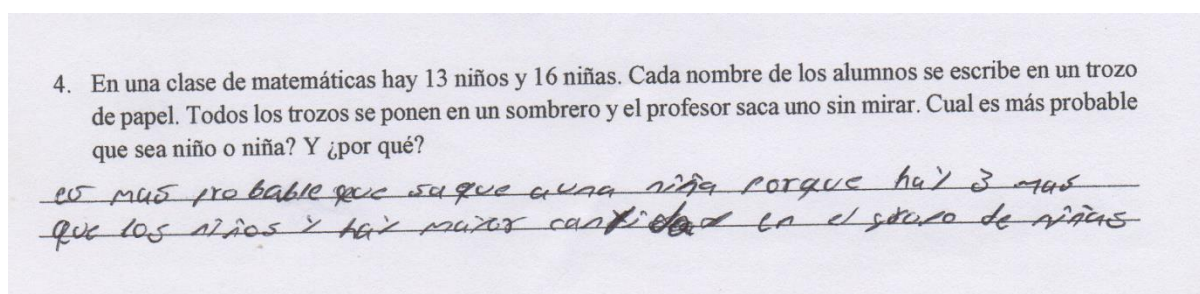 4. En una clase de matemáticas hay 13 niños y 16 niñas. Cada nombre de los alumnos se escribe en un trozo
de papel. Todos los trozos se ponen en un sombrero y el profesor saca uno sin mirar. Cual es más probable
que sea niño o niña? Y ¿por qué?
es mas probable que saque a una niña porque hay 3 mas
que los niños y hay mayor cantidad en el grupo de niñas